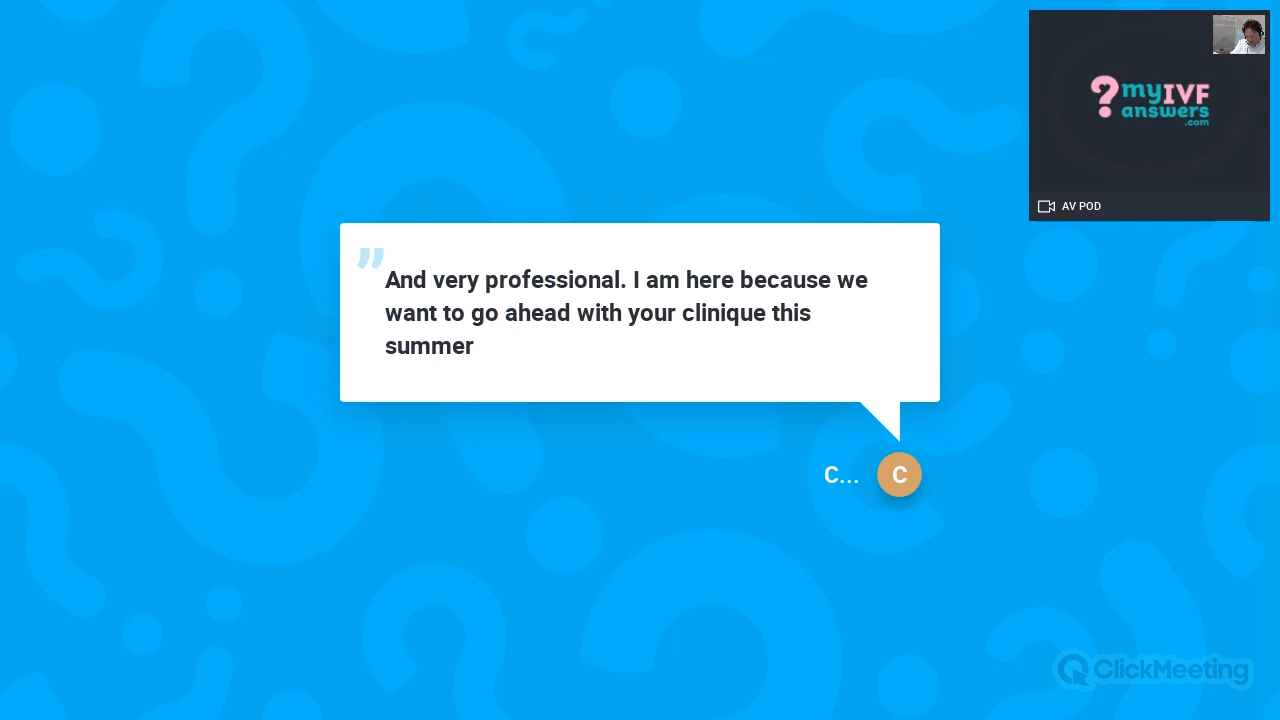 myIVF
answers
.com
AV POD
And very professional. I am here because we
want to go ahead with your clinique this
summer
C...
C
ClickMeeting